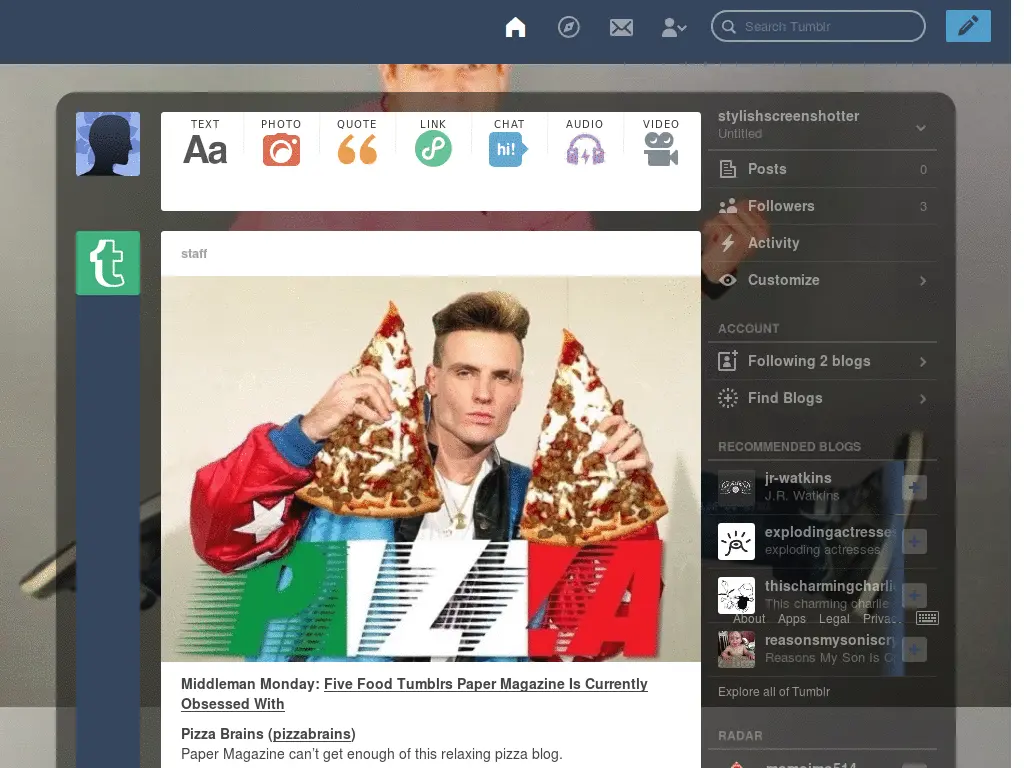 Search Tumblr
TEXT
PHOTO
QUOTE
LINK
CHAT
AUDIO
VIDEO
Aa
hi!
stylishscreenshotter
Untitled
Posts 0
Followers 3
Activity
Customize
t
staff
ACCOUNT
Following 2 blogs
Find Blogs
RECOMMENDED BLOGS
jr-watkins
J.R. Watkins
explodingactresses
exploding actresses
thischarmingcharli
This charming charlie
About Apps Legal Priva..
reasonsmysoniscry
Reasons My Son Is C
Explore all of Tumblr
RADAR
PIZZA
Middleman Monday: Five Food Tumblrs Paper Magazine Is Currently
Obsessed With
Pizza Brains (pizzabrains)
Paper Magazine can't get enough of this relaxing pizza blog.